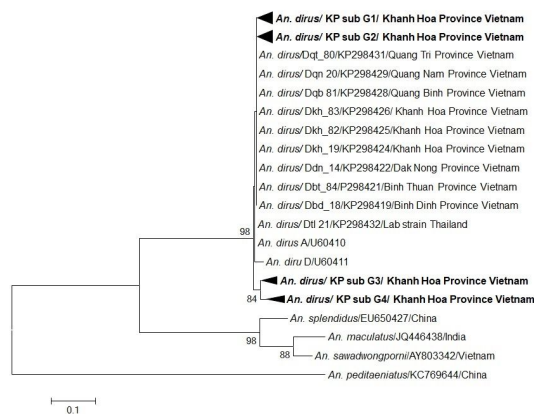 An. dirus/ KP sub G1/ Khanh Hoa Province Vietnam
An. dirus/ KP sub G2/ Khanh Hoa Province Vietnam
An. dirus/Dqt_80/KP298431/Quang Tri Province Vietnam
An. dirus/ Dqn 20/KP298429/Quang Nam Province Vietnam
An. dirus/ Dqb 81/KP298428/Quang Binh Province Vietnam
An. dirus/ Dkh_83/KP298426/ Khanh Hoa Province Vietnam
An. dirus/ Dkh_82/KP298425/Khanh Hoa Province Vietnam
An. dirus/ Dkh_19/KP298424/Khanh Hoa Province Vietnam
An. dirus/ Ddn_14/KP298422/Dak Nong Province Vietnam
An. dirus/ Dbt_84/P298421/Binh Thuan Province Vietnam
An. dirus/ Dbd_18/KP298419/Binh Dinh Province Vietnam
An. dirus/ Dtl 21/KP298432/Lab strain Thailand
98
An. dirus A/U60410
An. diru D/U60411
An. dirus/ KP sub G3/ Khanh Hoa Province Vietnam
84
An. dirus/ KP sub G4/ Khanh Hoa Province Vietnam
An. splendidus/EU650427/China
98
An. maculatus/JQ446438/India
88
An. sawadwongporni/AY803342/Vietnam
An. peditaeniatus/KC769644/China
0.1